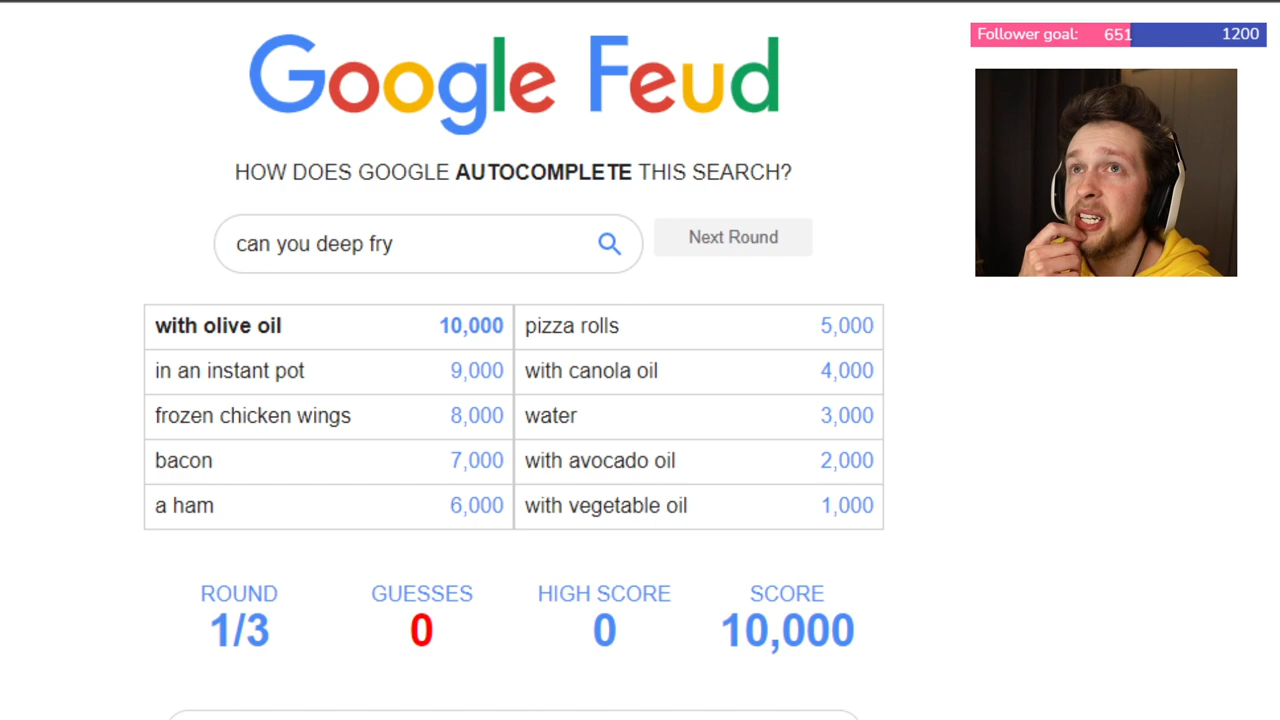 Follower goal: 651 1200
Google Feud
HOW DOES GOOGLE AUTOCOMPLETE THIS SEARCH?
can you deep fry
Next Round
with olive oil 10,000 pizza rolls 5,000
in an instant pot 9,000 with canola oil 4,000
frozen chicken wings 8,000 water 3,000
bacon 7,000 with avocado oil 2,000
a ham 6,000 with vegetable oil 1,000
ROUND GUESSES HIGH SCORE SCORE
1/3 0 0 10,000